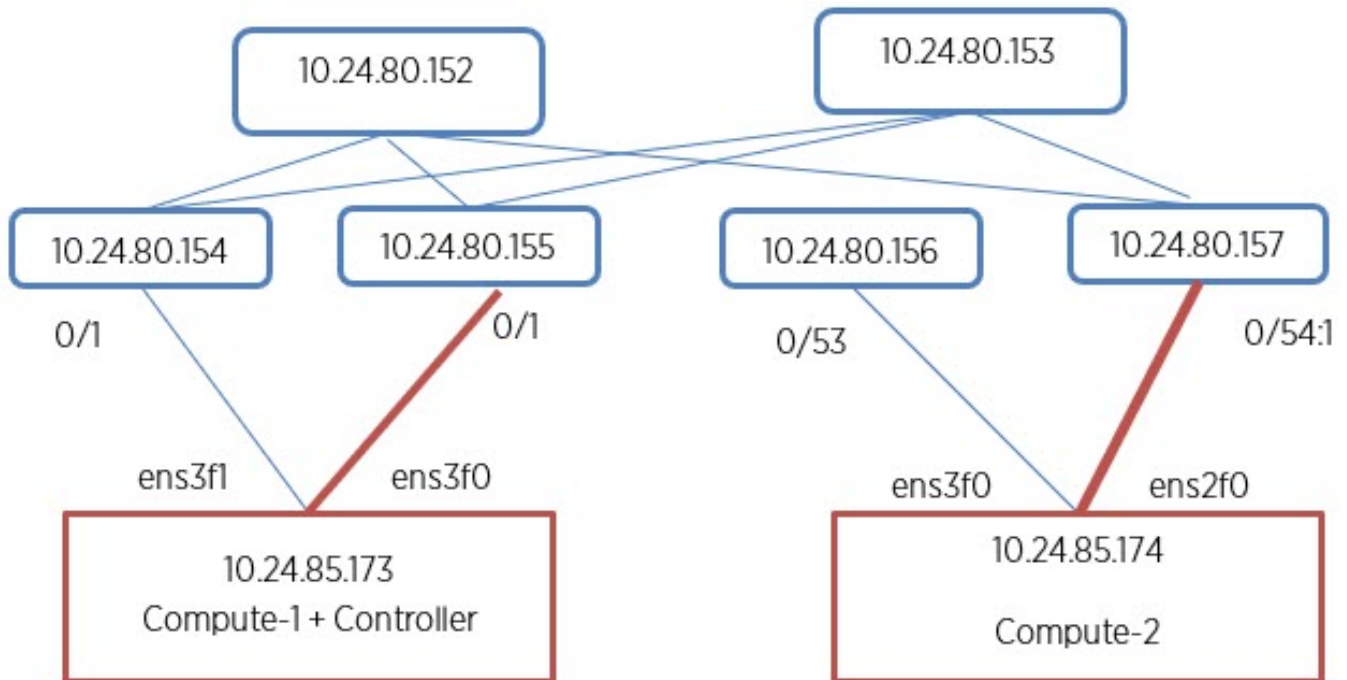 10.24.80.152
10.24.80.153
10.24.80.154
10.24.80.155
10.24.80.156
10.24.80.157
0/1
0/1
0/53
0/54:1
ens3f1
ens3f0
ens3f0
ens2f0
10.24.85.173
Compute-1 + Controller
10.24.85.174
Compute-2